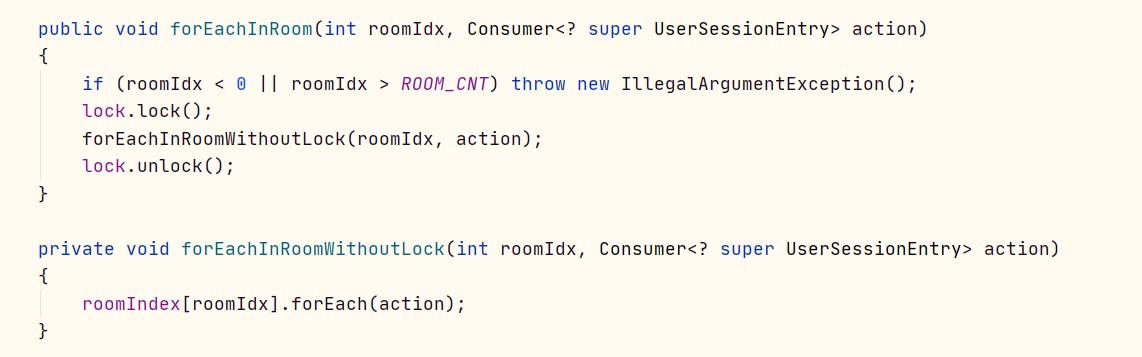 public void forEachInRoom(int roomIdx, Consumer<? super UserSessionEntry> action)
{
    if (roomIdx < 0 || roomIdx > ROOM_CNT) throw new IllegalArgumentException();
    lock.lock();
    forEachInRoomWithoutLock(roomIdx, action);
    lock.unlock();
}

private void forEachInRoomWithoutLock(int roomIdx, Consumer<? super UserSessionEntry> action)
{
    roomIndex[roomIdx].forEach(action);
}